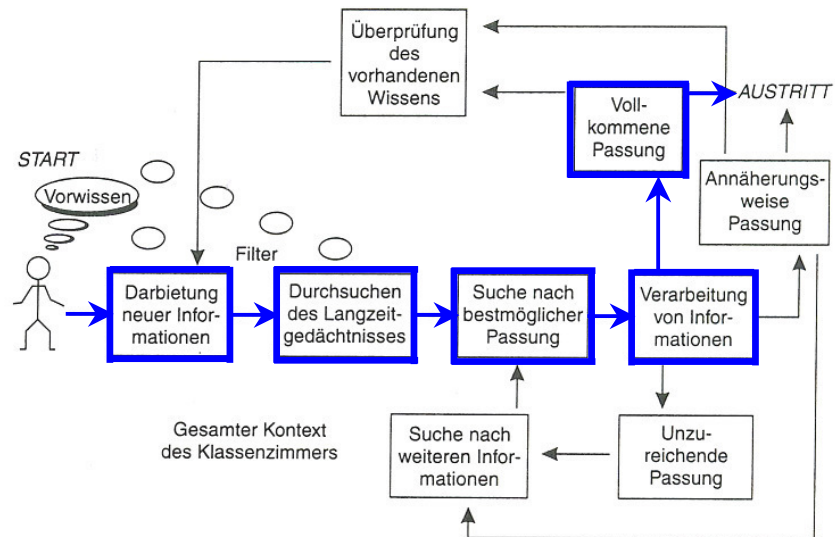 Überprüfung
des
vorhandenen
Wissens
Voll-
kommene
Passung
AUSTRITT
START
Vorwissen
Annäherungs-
weise
Passung
Filter
Darbietung
neuer Infor-
mationen
Durchsuchen
des Langzeit-
gedächtnisses
Suche nach
bestmöglicher
Passung
Verarbeitung
von Infor-
mationen
Gesamter Kontext
des Klassenzimmers
Suche nach
weiteren Infor-
mationen
Unzu-
reichende
Passung